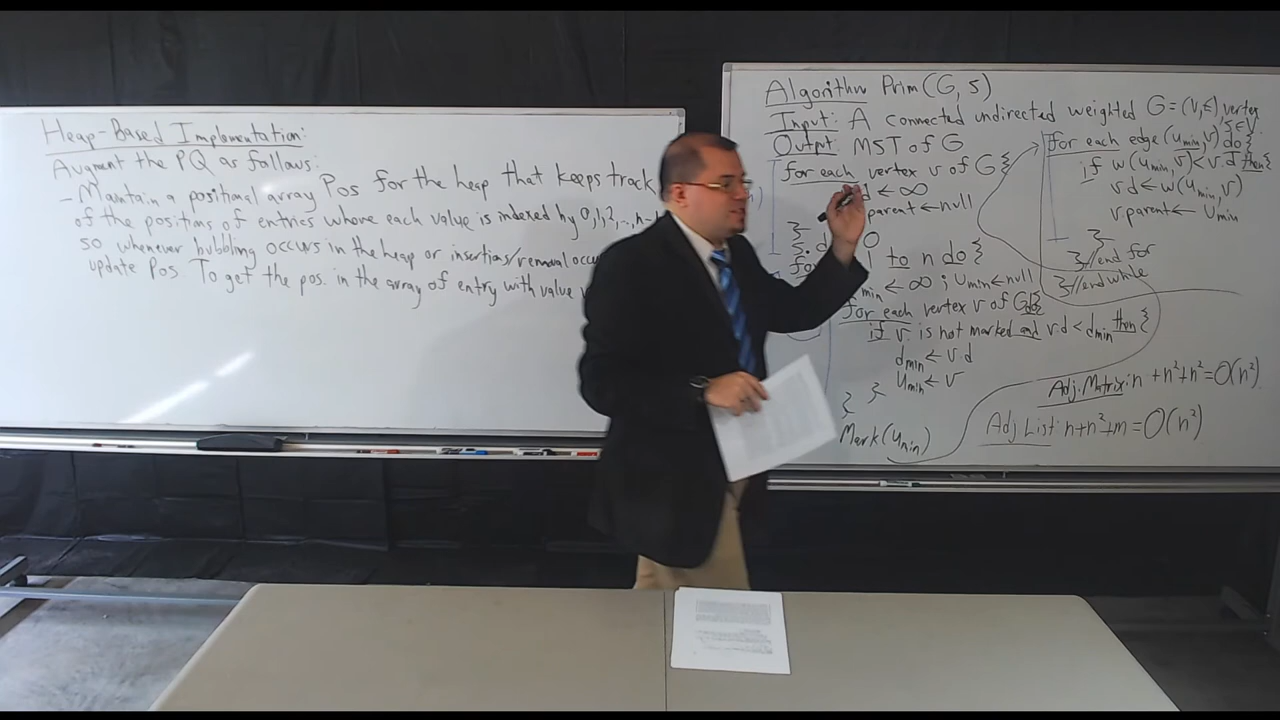 Heap-Based Implementation:
Augment the PQ as follows:
- Maintain a positional array Pos for the heap that keeps track
of the positions of entries whose each value is indexed by 0,1,2,...,n-1
so whenever bubbling occurs in the heap or insertions/removal occu
update Pos. To get the pos. in the array of entry with value
Algorithm Prim(G, s)
Input: A connected undirected weighted G=(V,E), vertex s∈V
Output: MST of G
for each vertex v of G {
d ← ∞
parent ← null
}
.d 0
for 1 to n do {
min ← ∞ ; Umin ← null
for each vertex v of G do {
if v is not marked and v.d < dmin then {
dmin ← v.d
Umin ← v
} }
Mark(Umin)
for each edge (Umin, v) do {
if w(Umin, v) < v.d then {
v.d ← w(Umin, v)
v.parent ← Umin
}
} //end for
} //end while
Adj. Matrix: n + n² + n² = O(n²)
Adj List: n + n² + m = O(n²)